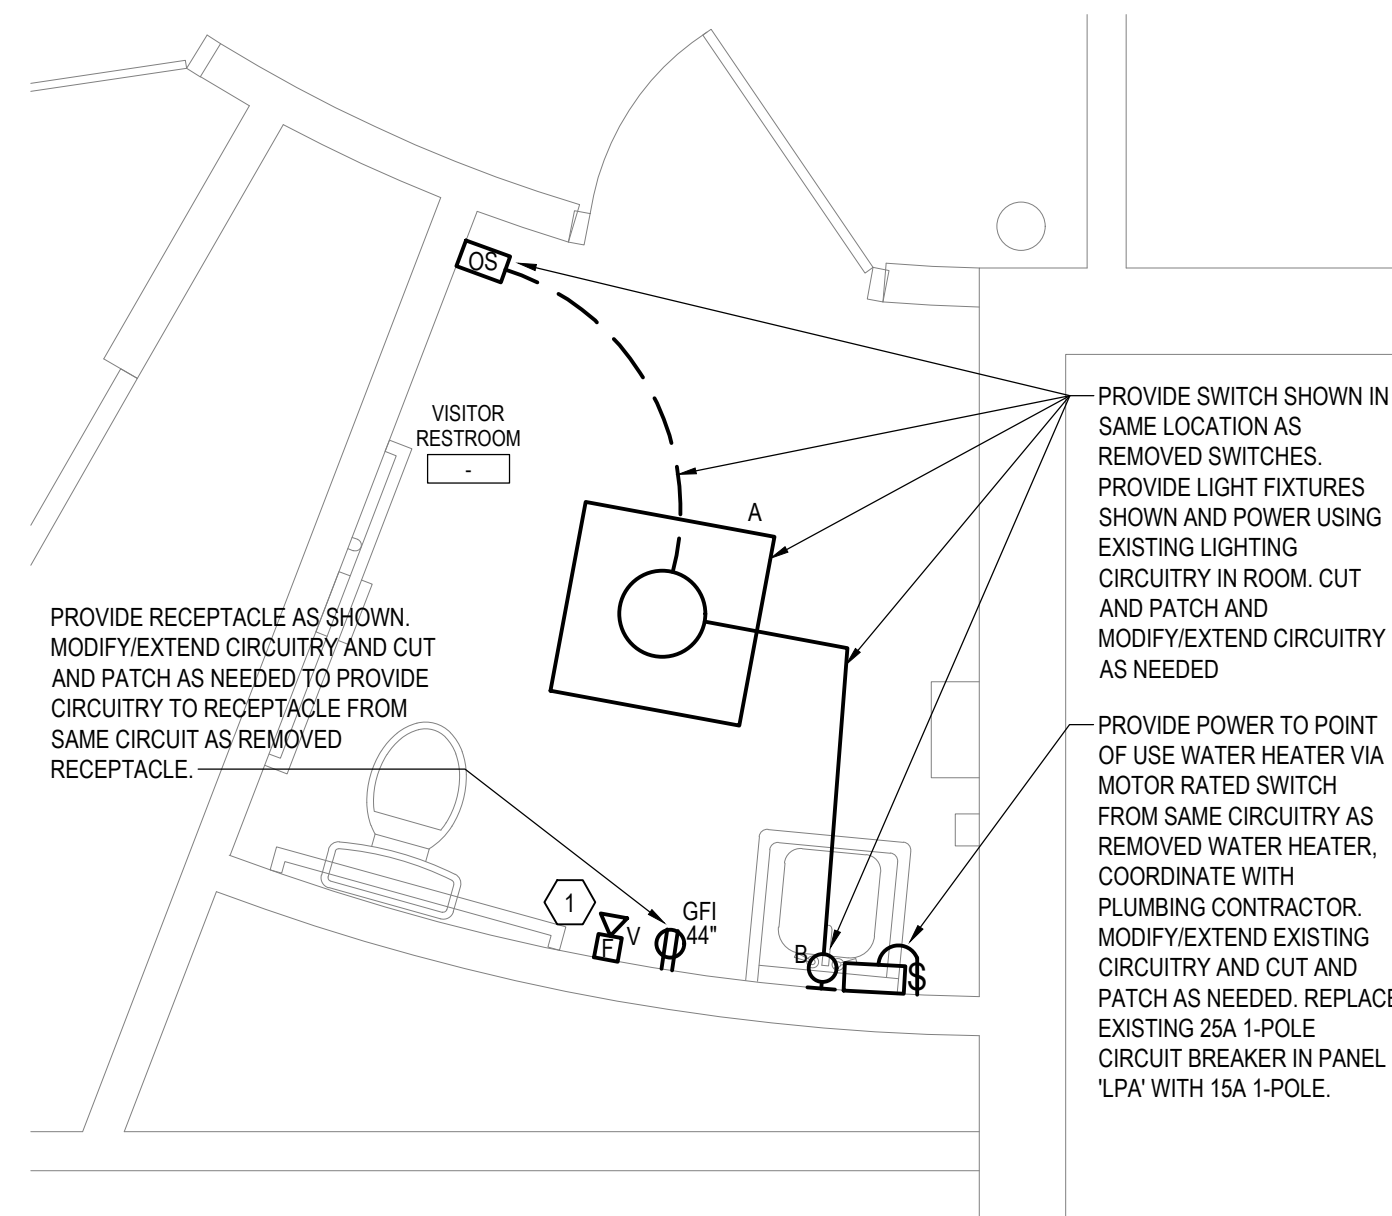 OS
VISITOR
RESTROOM
-
A
PROVIDE SWITCH SHOWN IN
SAME LOCATION AS
REMOVED SWITCHES.
PROVIDE LIGHT FIXTURES
SHOWN AND POWER USING
EXISTING LIGHTING
CIRCUITRY IN ROOM. CUT
AND PATCH AND
MODIFY/EXTEND CIRCUITRY
AS NEEDED
PROVIDE RECEPTACLE AS SHOWN.
MODIFY/EXTEND CIRCUITRY AND CUT
AND PATCH AS NEEDED TO PROVIDE
CIRCUITRY TO RECEPTACLE FROM
SAME CIRCUIT AS REMOVED
RECEPTACLE.
PROVIDE POWER TO POINT
OF USE WATER HEATER VIA
MOTOR RATED SWITCH
FROM SAME CIRCUITRY AS
REMOVED WATER HEATER,
COORDINATE WITH
PLUMBING CONTRACTOR.
MODIFY/EXTEND EXISTING
CIRCUITRY AND CUT AND
PATCH AS NEEDED. REPLACE
EXISTING 25A 1-POLE
CIRCUIT BREAKER IN PANEL
'LPA' WITH 15A 1-POLE.
1
F
V
GFI
44"
B
$